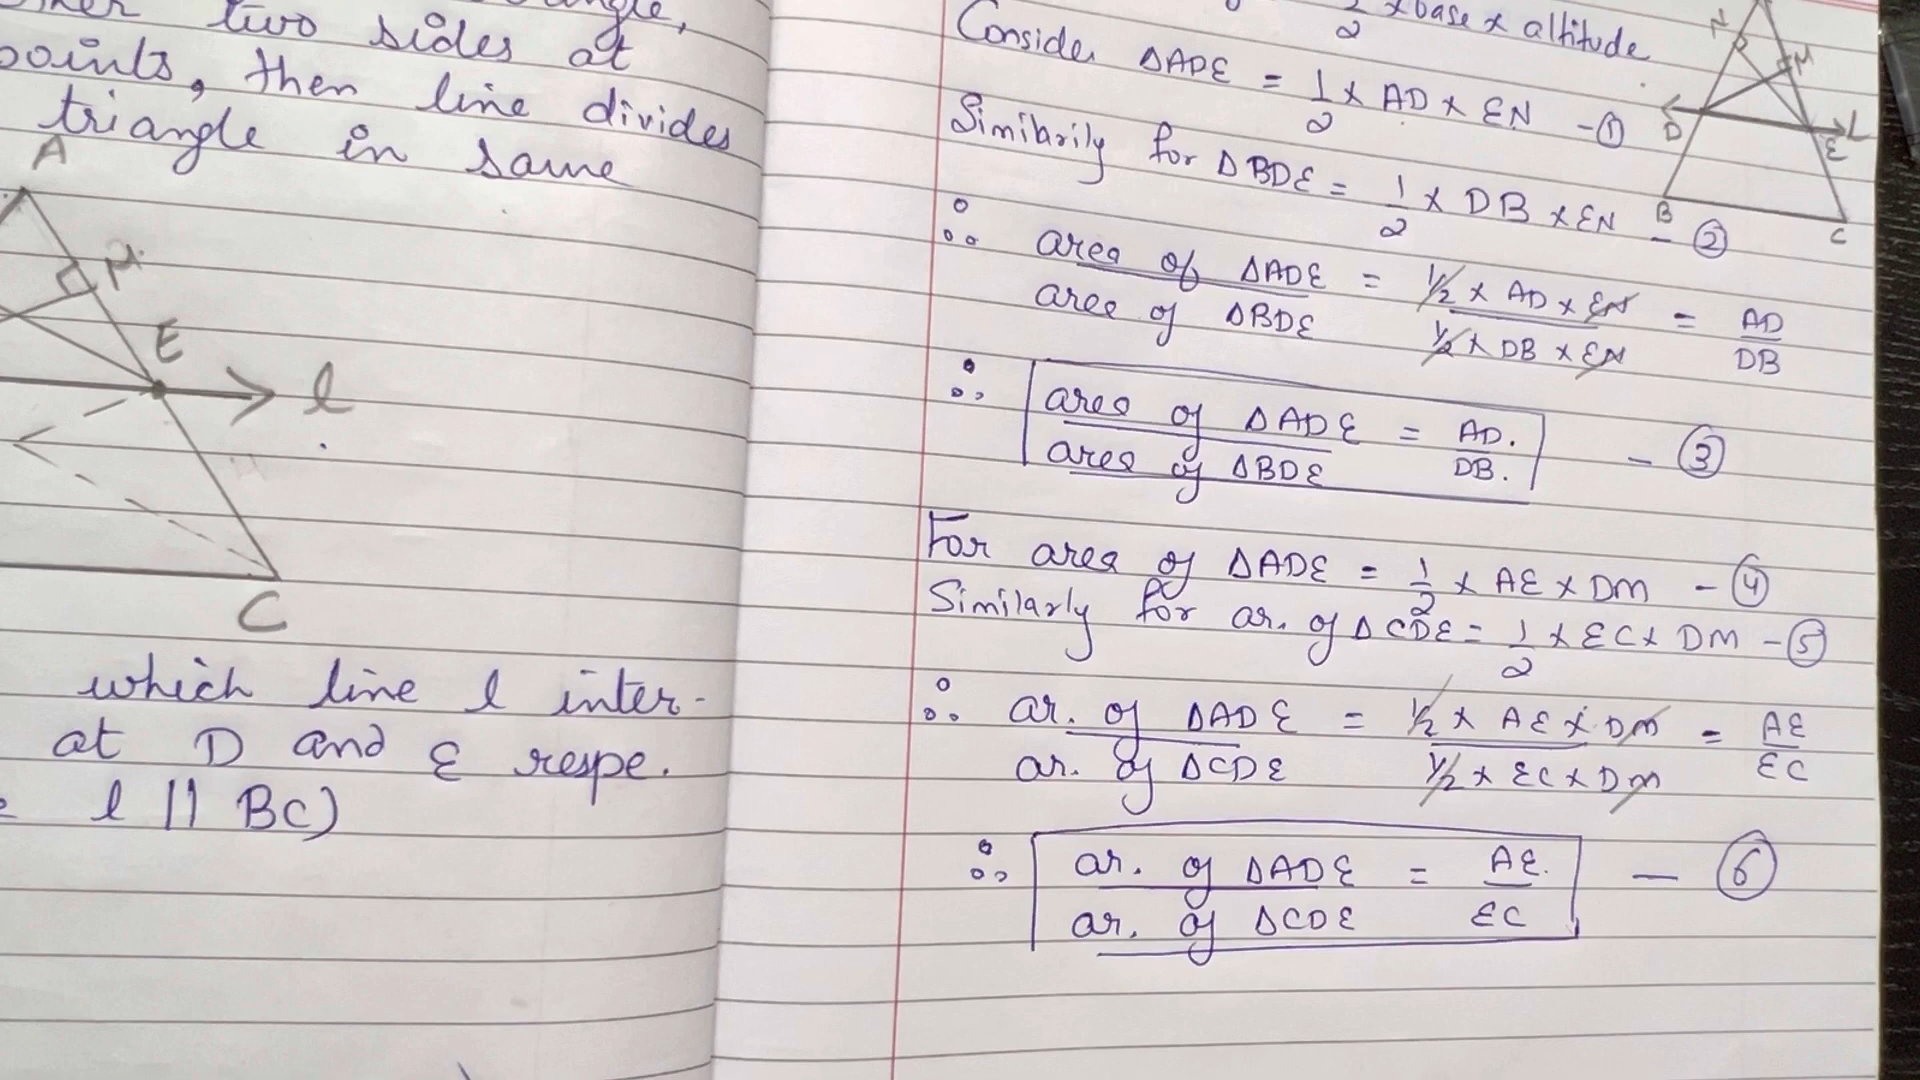 two sides at
points, then line divides
triangle in same
A
M
E
l
C
which line l inter-
at D and E respe.
l || BC)
1/2 x base x altitude
Consider ΔADE = 1/2 x AD x EN - ①
Similarily for ΔBDE = 1/2 x DB x EN - ②
∴ area of ΔADE / area of ΔBDE = 1/2 x AD x EN / 1/2 x DB x EN = AD / DB
∴ area of ΔADE / area of ΔBDE = AD. / DB. - ③
For area of ΔADE = 1/2 x AE x DM - ④
Similarly for ar. of ΔCDE = 1/2 x EC x DM - ⑤
∴ ar. of ΔADE / ar. of ΔCDE = 1/2 x AE x DM / 1/2 x EC x DM = AE / EC
∴ ar. of ΔADE / ar. of ΔCDE = AE. / EC - ⑥
N
M
D
L
E
B
C